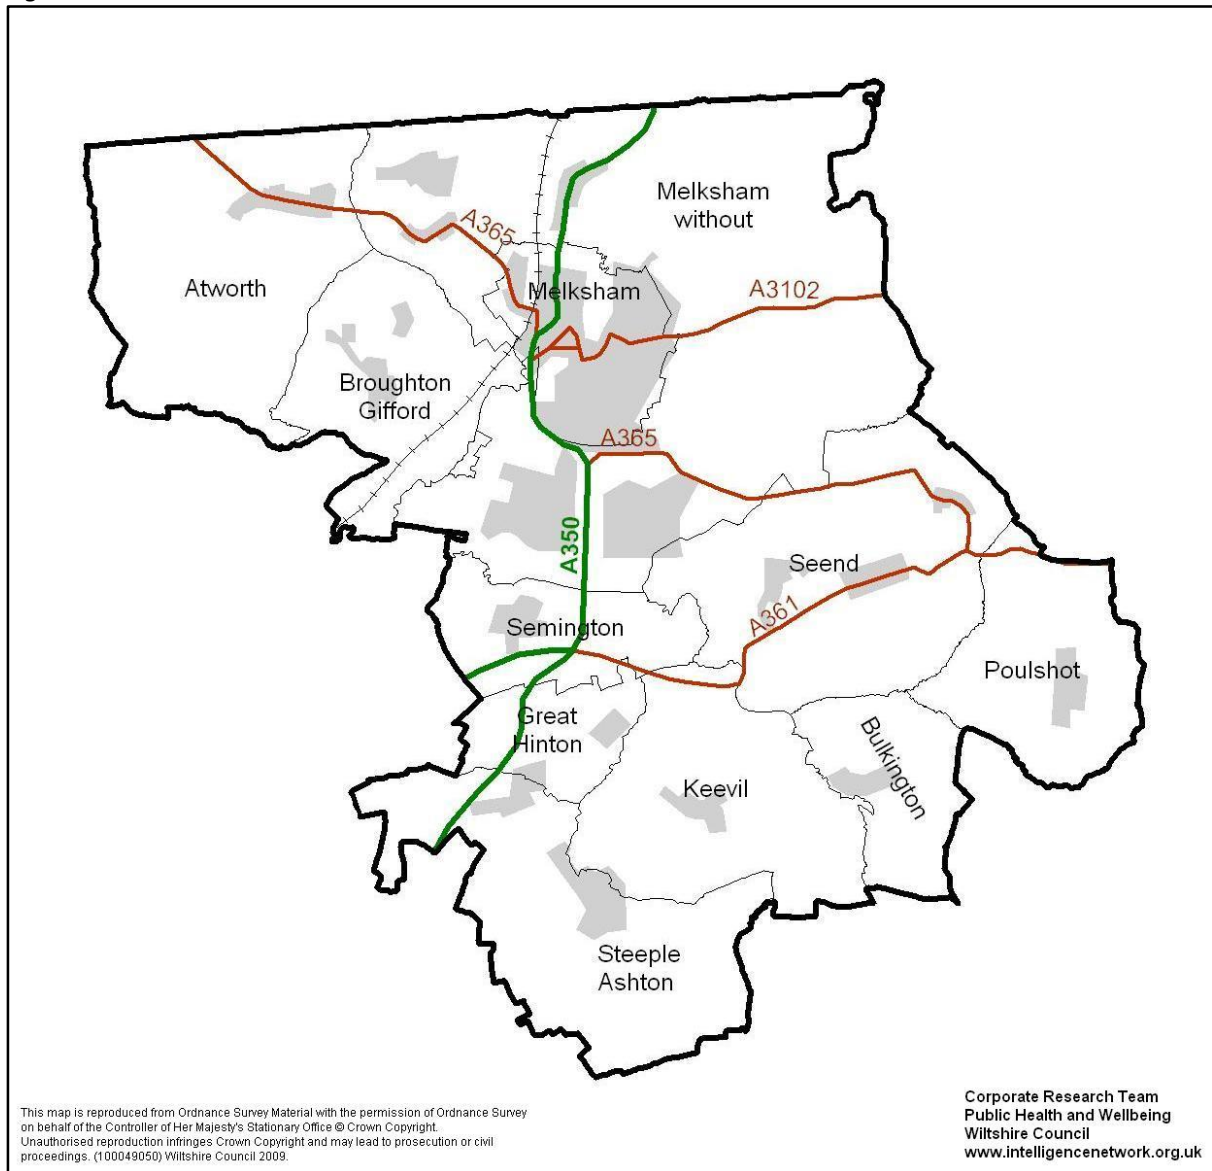 Melksham
without
A365
Atworth
Melksham
A3102
Broughton
Gifford
A365
A350
Seend
A361
Semington
Poulshot
Great
Hinton
Bulkington
Keevil
Steeple
Ashton
This map is reproduced from Ordnance Survey Material with the permission of Ordnance Survey
on behalf of the Controller of Her Majesty's Stationary Office © Crown Copyright.
Unauthorised reproduction infringes Crown Copyright and may lead to prosecution or civil
proceedings. (100049050) Wiltshire Council 2009.
Corporate Research Team
Public Health and Wellbeing
Wiltshire Council
www.intelligencenetwork.org.uk